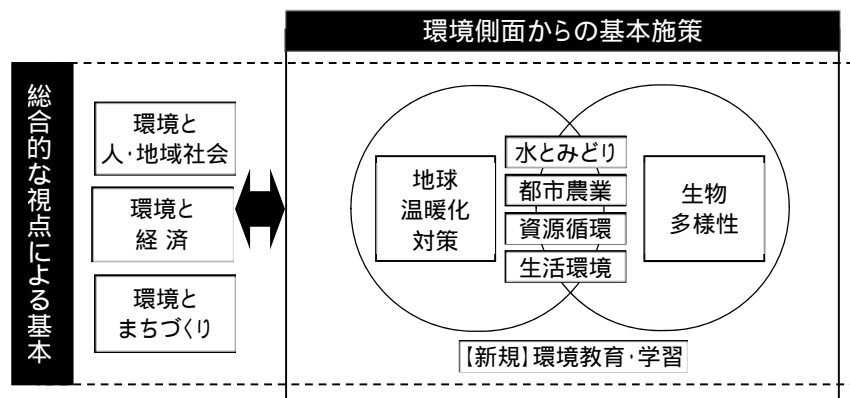 環境側面からの基本施策
総合的な視点による基本
環境と
人・地域社会
環境と
経 済
環境と
まちづくり
地球
温暖化
対策
水とみどり
都市農業
資源循環
生活環境
生物
多様性
【新規】環境教育・学習